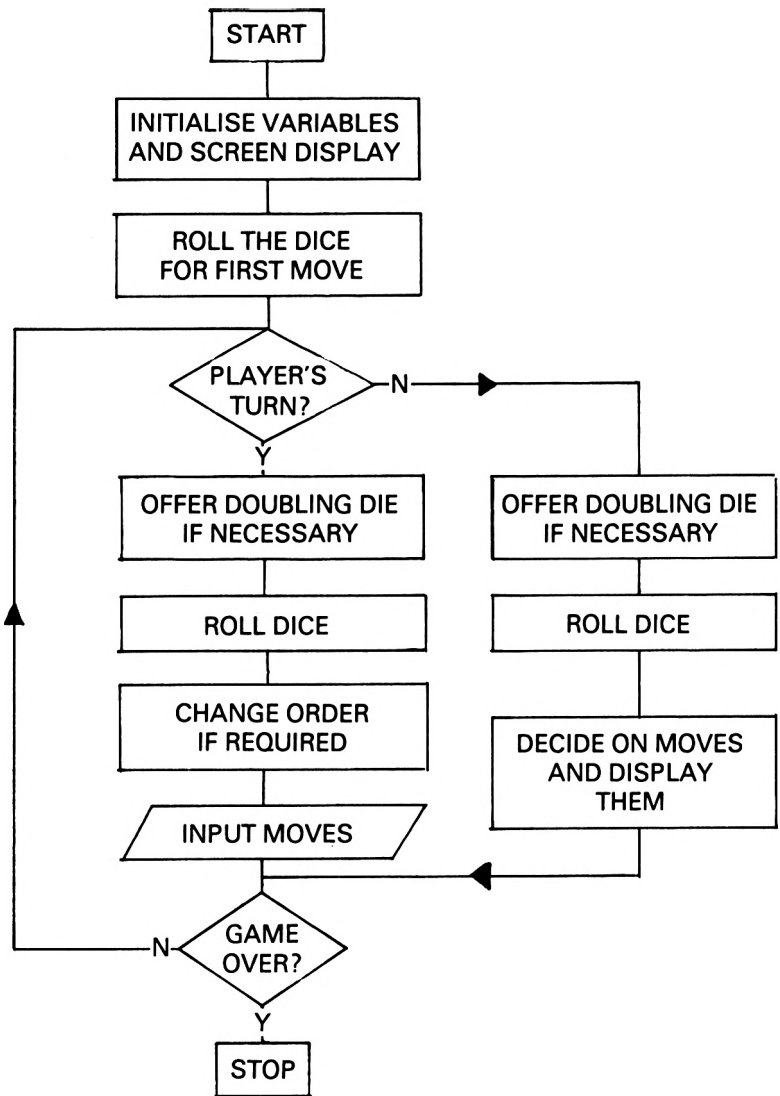 START
INITIALISE VARIABLES
AND SCREEN DISPLAY
ROLL THE DICE
FOR FIRST MOVE
PLAYER'S
TURN?
N
Y
OFFER DOUBLING DIE
IF NECESSARY
ROLL DICE
CHANGE ORDER
IF REQUIRED
INPUT MOVES
OFFER DOUBLING DIE
IF NECESSARY
ROLL DICE
DECIDE ON MOVES
AND DISPLAY
THEM
GAME
OVER?
N
Y
STOP